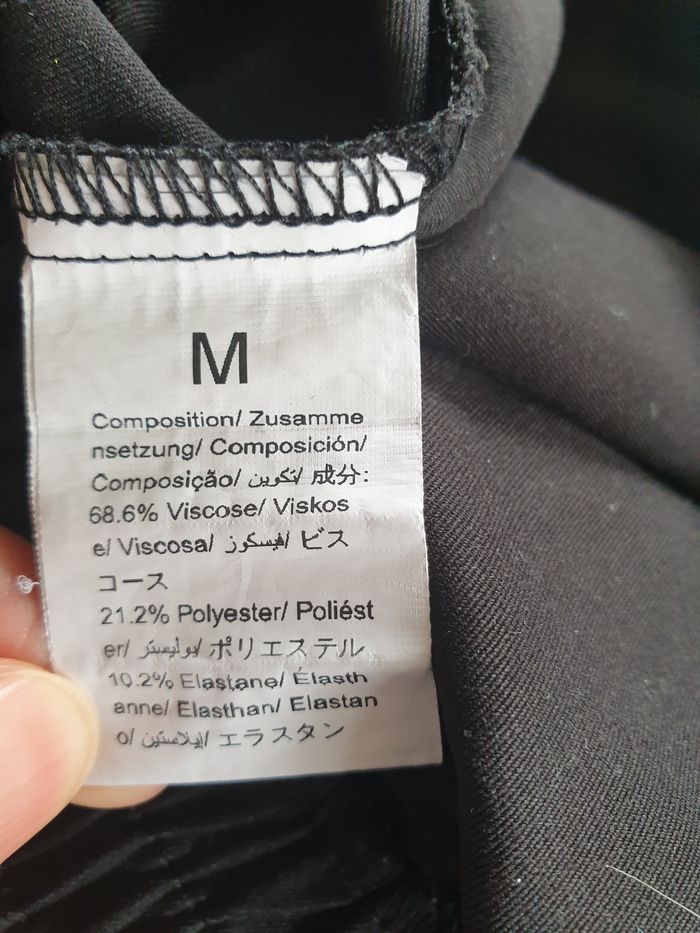 M
Composition/ Zusamme
nsetzung/ Composición/
Composição/ تكوين/ 成分:
68.6% Viscose/ Viskos
e/ Viscosa/ فيسكوز/ ビス
コース
21.2% Polyester/ Poliést
er/ بوليستر/ ポリエステル
10.2% Elastane/ Élasth
anne/ Elasthan/ Elastan
o/ إيلاستين/ エラスタン